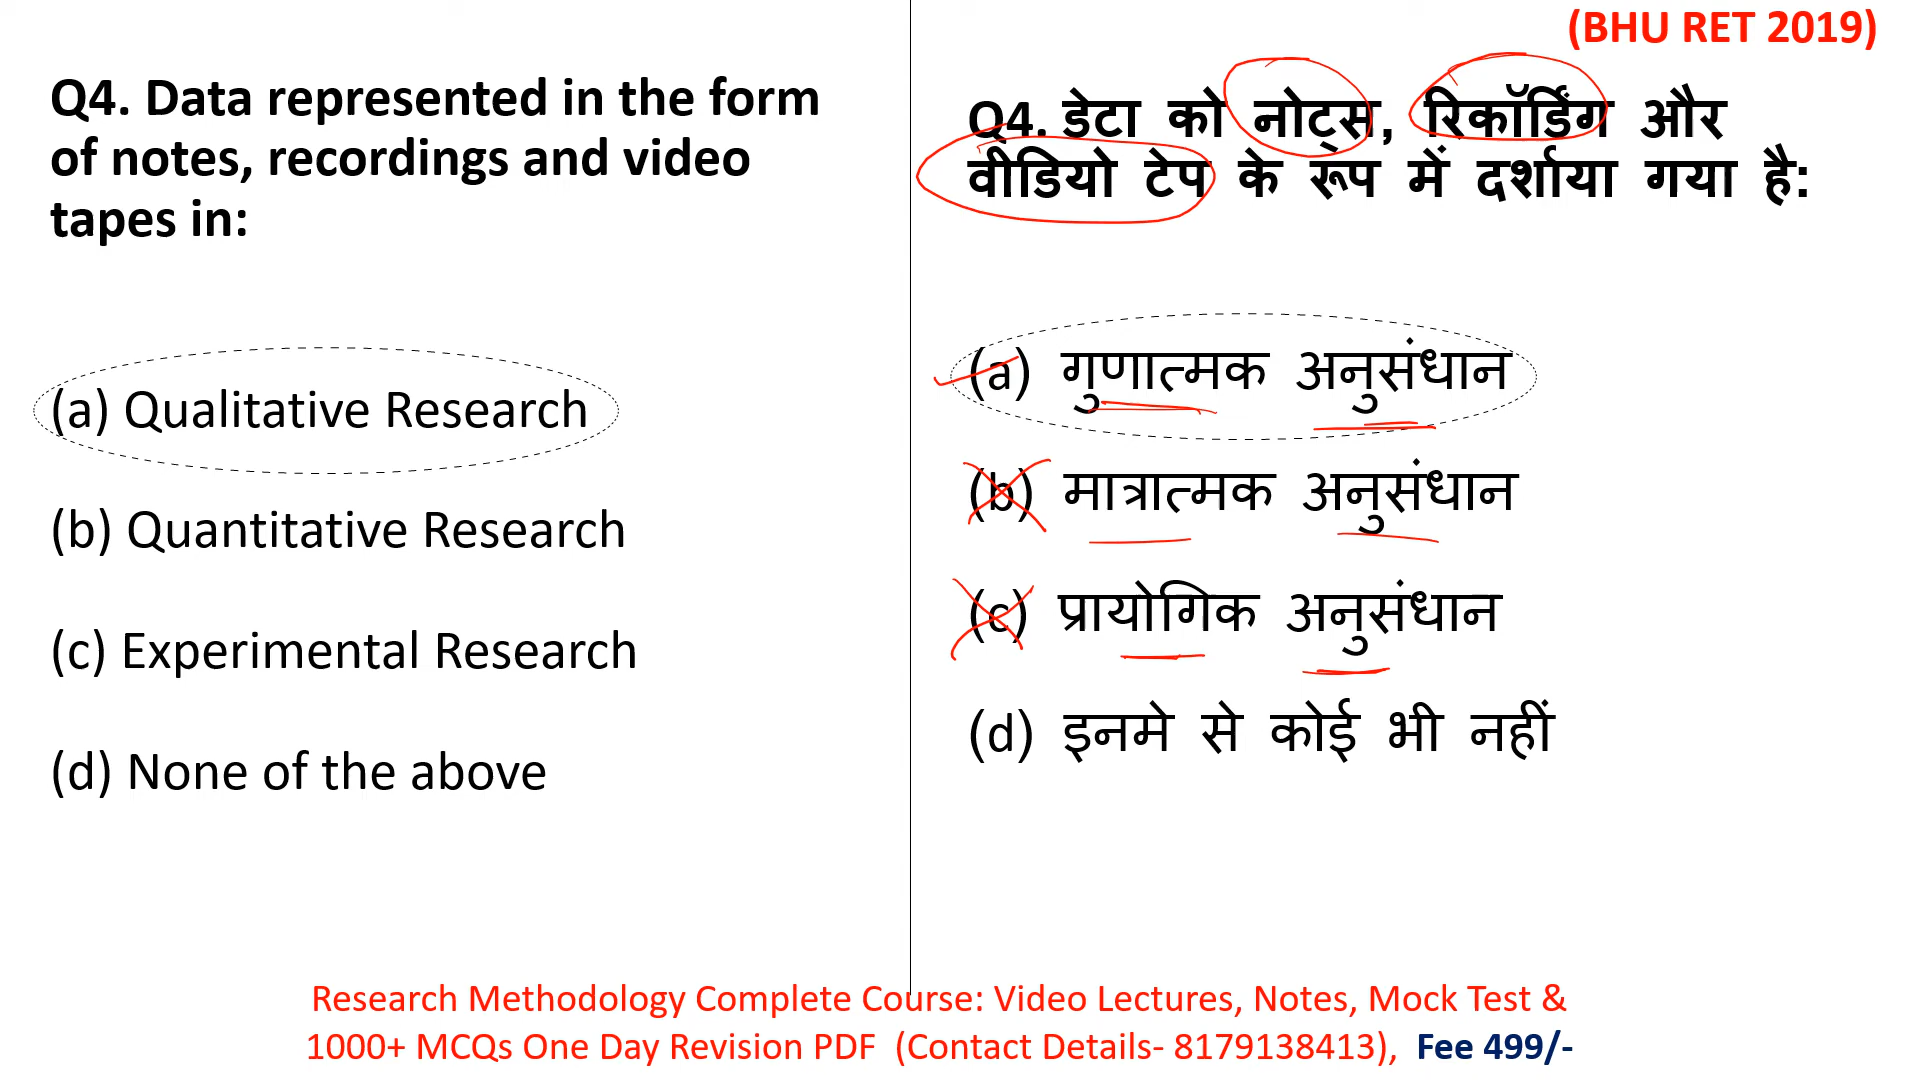 (BHU RET 2019)
Q4. Data represented in the form
of notes, recordings and video
tapes in:
(a) Qualitative Research
(b) Quantitative Research
(c) Experimental Research
(d) None of the above
Q4. डेटा को नोट्स, रिकॉर्डिंग और
वीडियो टेप के रूप में दर्शाया गया है:
(a) गुणात्मक अनुसंधान
(b) मात्रात्मक अनुसंधान
(c) प्रायोगिक अनुसंधान
(d) इनमे से कोई भी नहीं
Research Methodology Complete Course: Video Lectures, Notes, Mock Test &
1000+ MCQs One Day Revision PDF (Contact Details- 8179138413), Fee 499/-